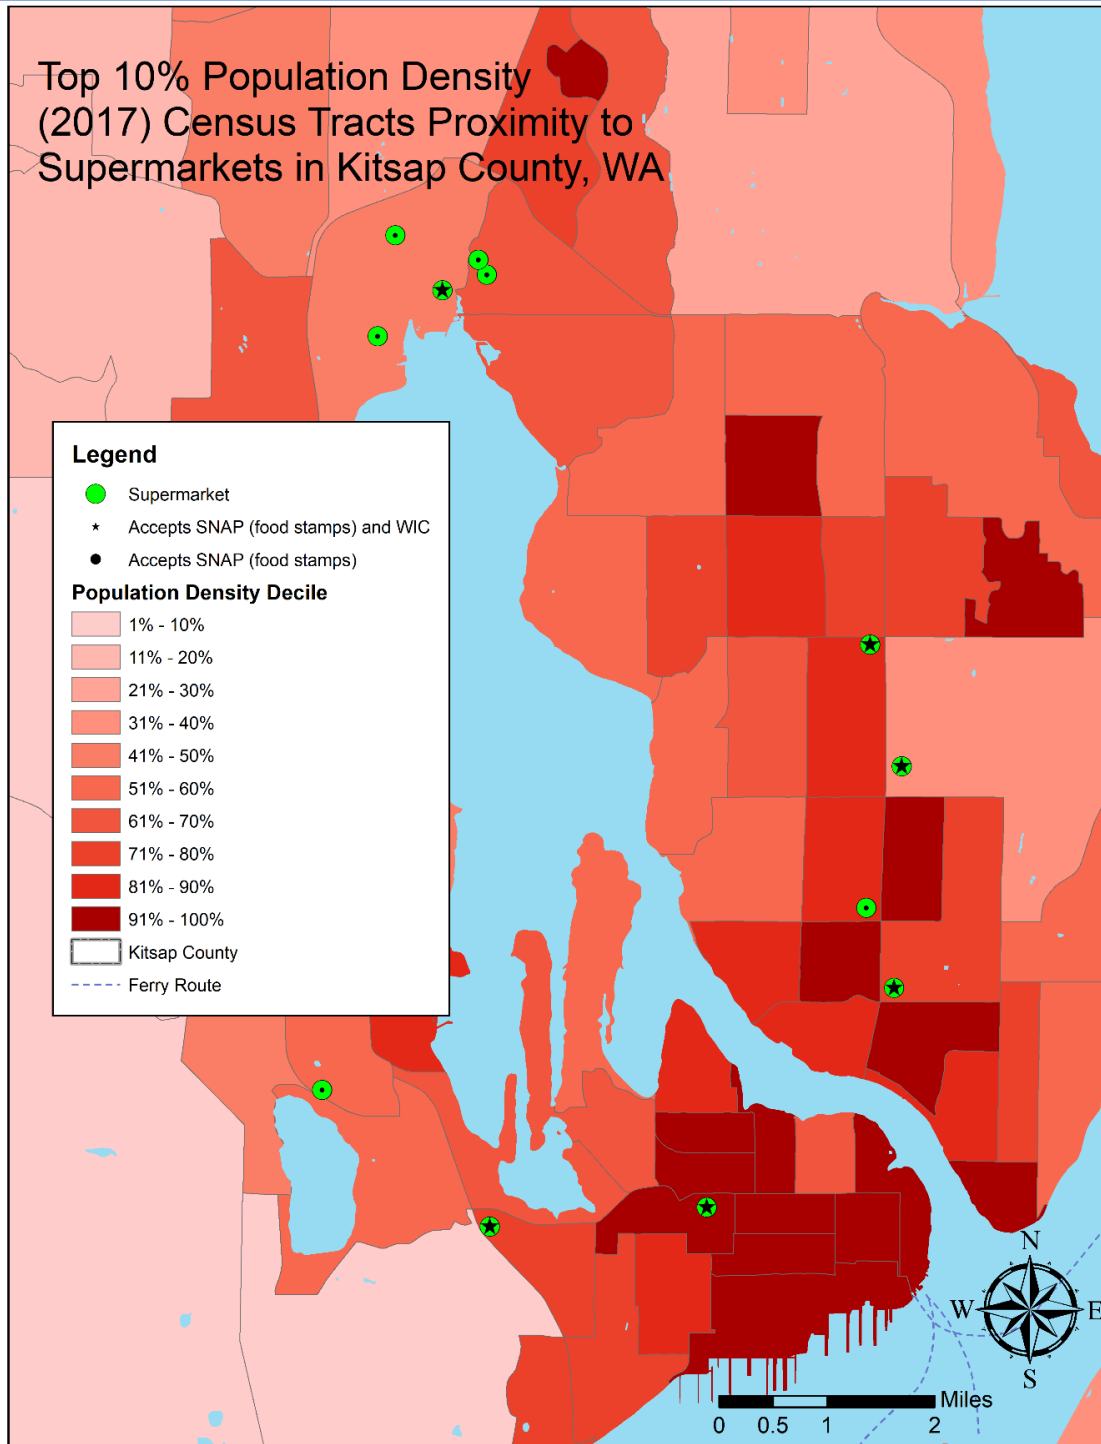 Top 10% Population Density
(2017) Census Tracts Proximity to
Supermarkets in Kitsap County, WA
Legend
Supermarket
Accepts SNAP (food stamps) and WIC
Accepts SNAP (food stamps)
Population Density Decile
1% - 10%
11% - 20%
21% - 30%
31% - 40%
41% - 50%
51% - 60%
61% - 70%
71% - 80%
81% - 90%
91% - 100%
Kitsap County
Ferry Route
N
W E
S
Miles
0 0.5 1 2